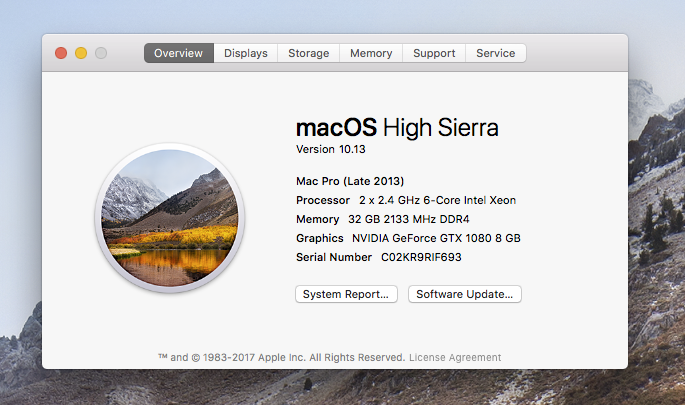 Overview Displays Storage Memory Support Service
macOS High Sierra
Version 10.13
Mac Pro (Late 2013)
Processor 2 x 2.4 GHz 6-Core Intel Xeon
Memory 32 GB 2133 MHz DDR4
Graphics NVIDIA GeForce GTX 1080 8 GB
Serial Number C02KR9RIF693
System Report... Software Update...
™ and © 1983-2017 Apple Inc. All Rights Reserved. License Agreement